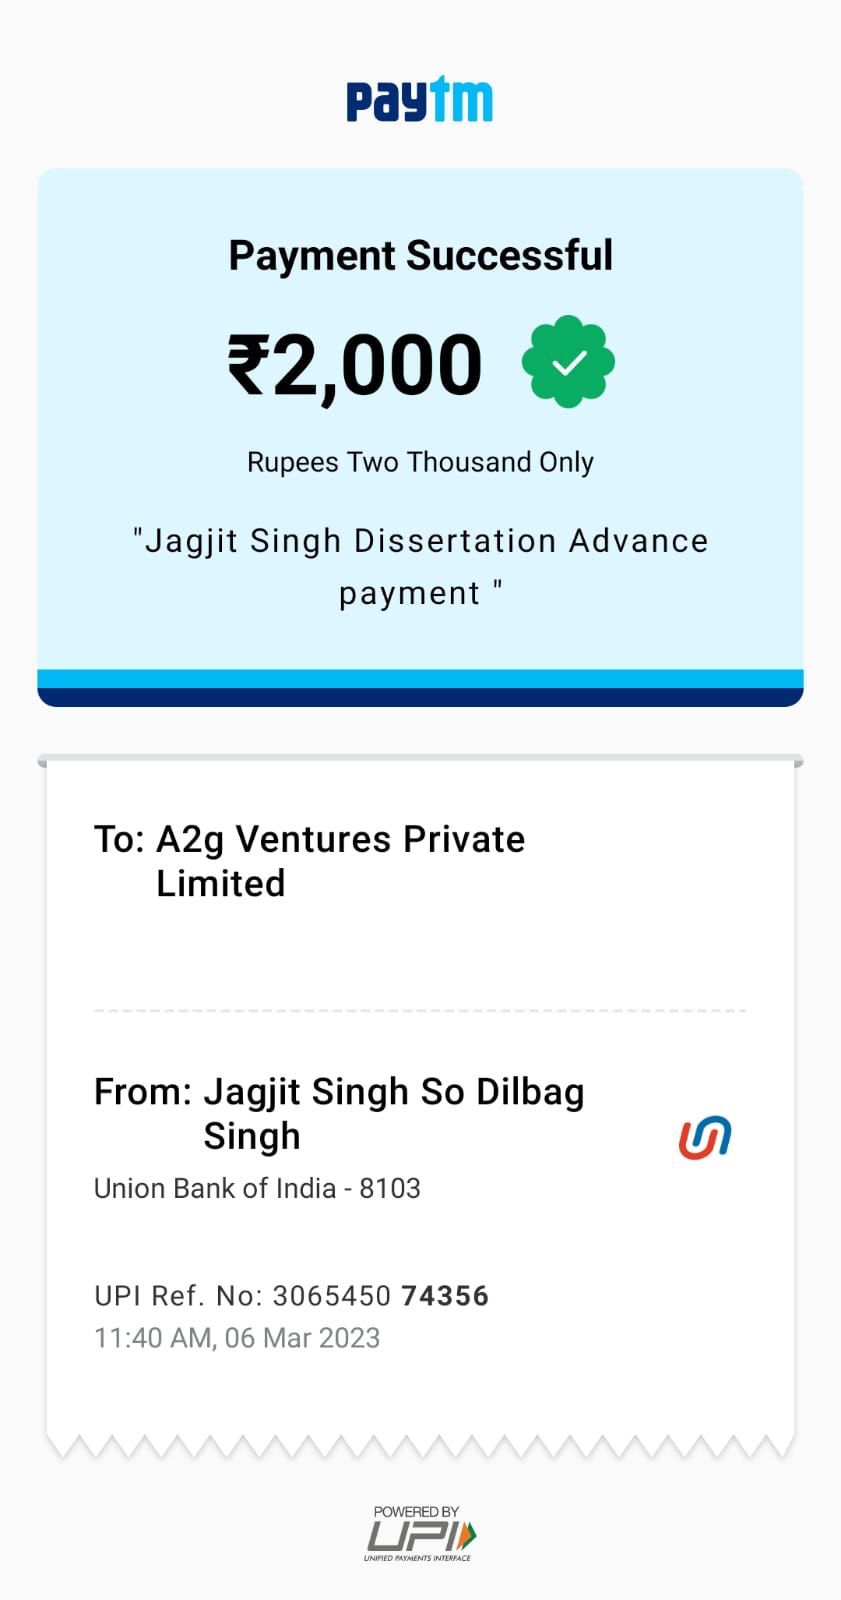 paytm
Payment Successful
₹2,000
Rupees Two Thousand Only
"Jagjit Singh Dissertation Advance
payment "
To: A2g Ventures Private
Limited
From: Jagjit Singh So Dilbag
Singh
Union Bank of India - 8103
UPI Ref. No: 3065450 74356
11:40 AM, 06 Mar 2023
POWERED BY
UPI
UNIFIED PAYMENTS INTERFACE